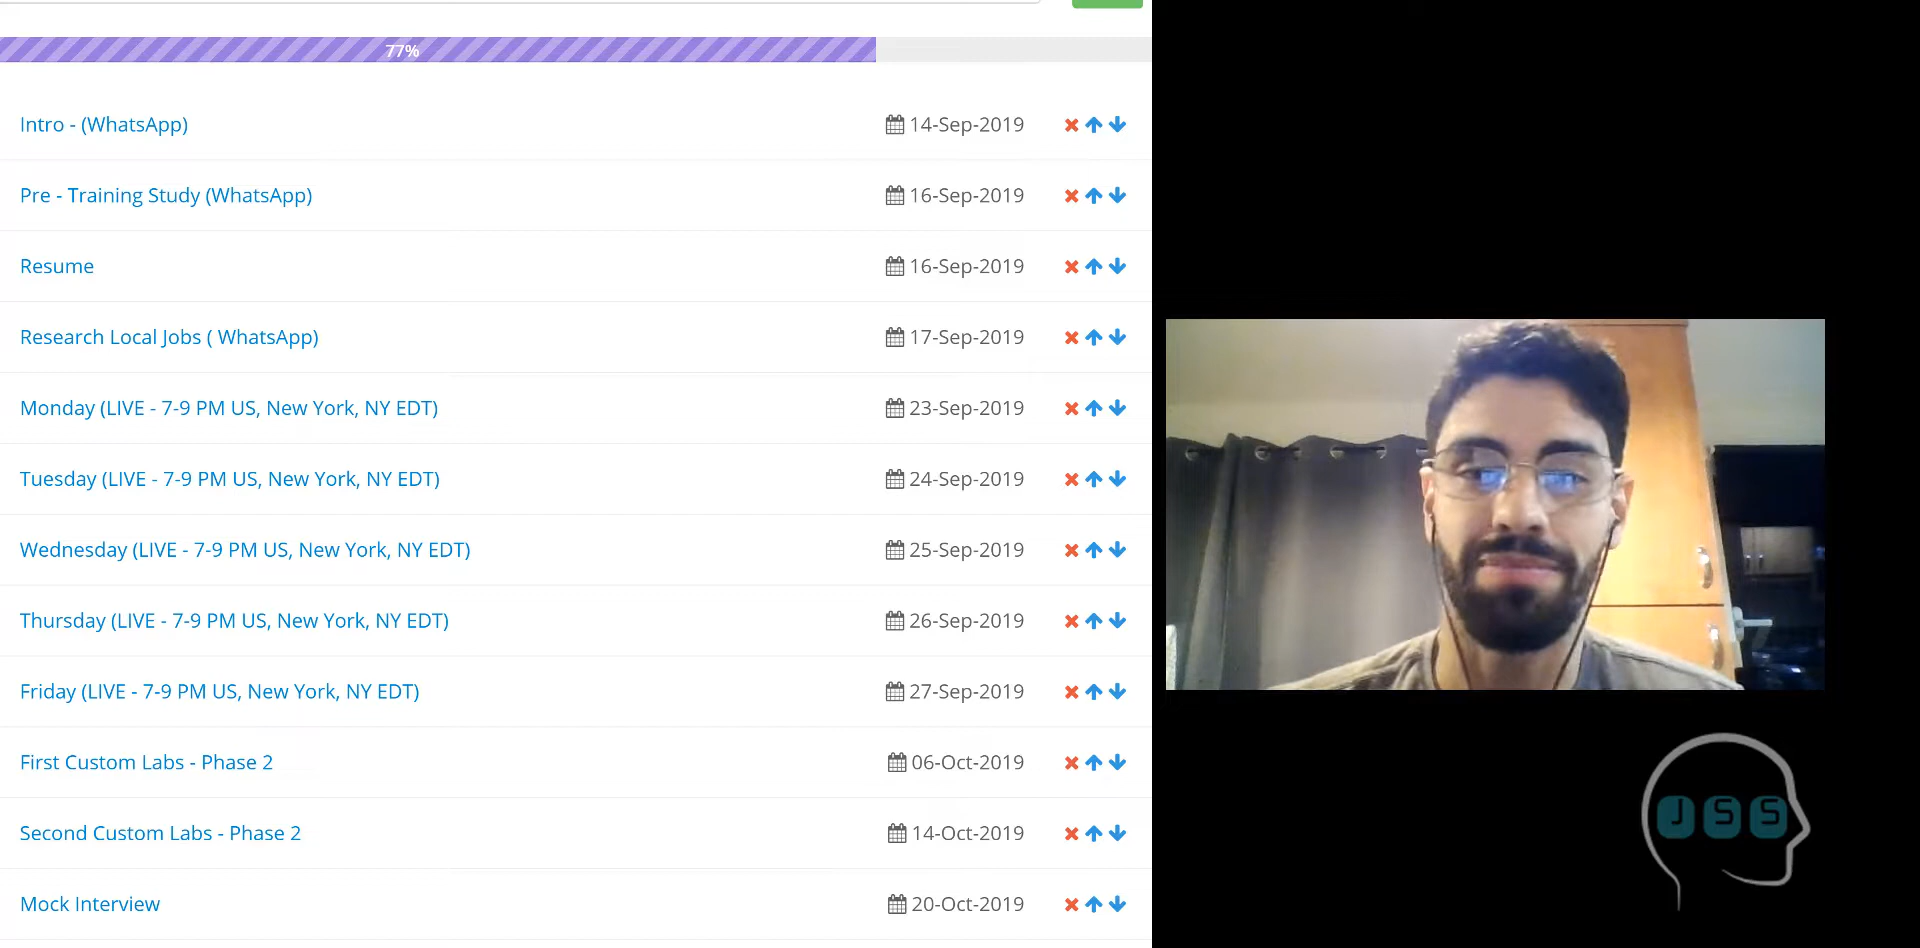 77%
Intro - (WhatsApp) 14-Sep-2019
Pre - Training Study (WhatsApp) 16-Sep-2019
Resume 16-Sep-2019
Research Local Jobs ( WhatsApp) 17-Sep-2019
Monday (LIVE - 7-9 PM US, New York, NY EDT) 23-Sep-2019
Tuesday (LIVE - 7-9 PM US, New York, NY EDT) 24-Sep-2019
Wednesday (LIVE - 7-9 PM US, New York, NY EDT) 25-Sep-2019
Thursday (LIVE - 7-9 PM US, New York, NY EDT) 26-Sep-2019
Friday (LIVE - 7-9 PM US, New York, NY EDT) 27-Sep-2019
First Custom Labs - Phase 2 06-Oct-2019
Second Custom Labs - Phase 2 14-Oct-2019
Mock Interview 20-Oct-2019
JSS